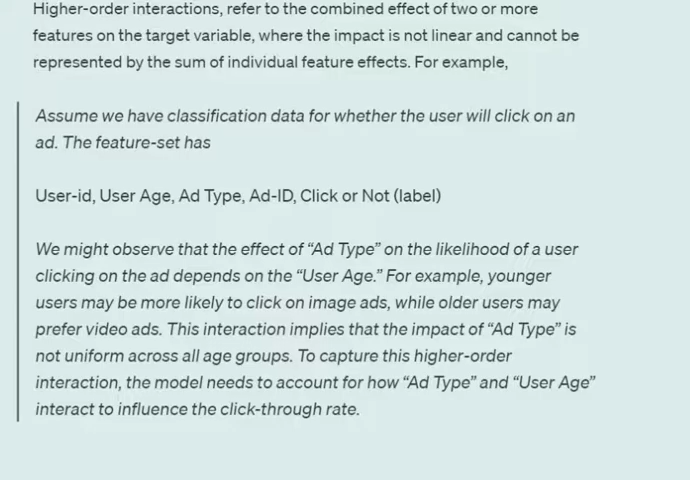 Higher-order interactions, refer to the combined effect of two or more
features on the target variable, where the impact is not linear and cannot be
represented by the sum of individual feature effects. For example,
Assume we have classification data for whether the user will click on an
ad. The feature-set has
User-id, User Age, Ad Type, Ad-ID, Click or Not (label)
We might observe that the effect of “Ad Type” on the likelihood of a user
clicking on the ad depends on the “User Age.” For example, younger
users may be more likely to click on image ads, while older users may
prefer video ads. This interaction implies that the impact of “Ad Type” is
not uniform across all age groups. To capture this higher-order
interaction, the model needs to account for how “Ad Type” and “User Age”
interact to influence the click-through rate.